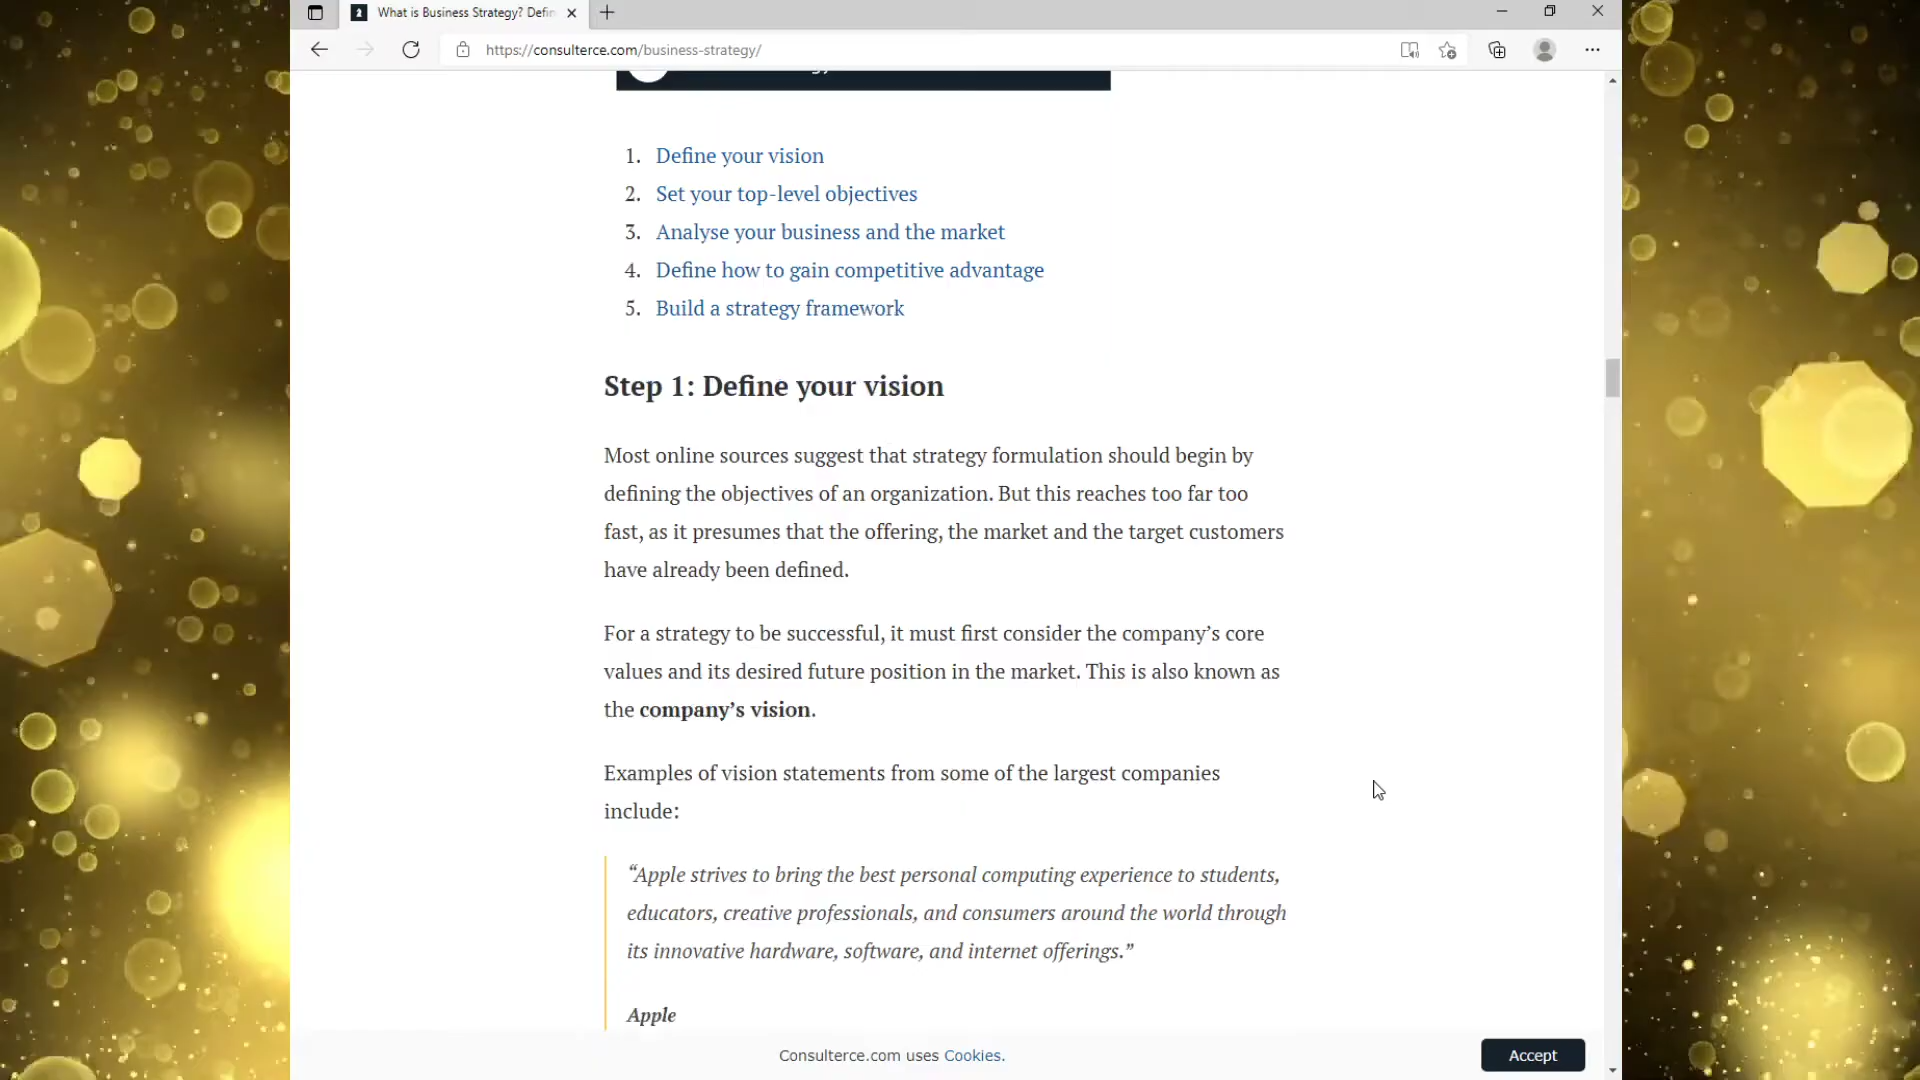 What is Business Strategy? Defin
https://consulterce.com/business-strategy/
1. Define your vision
2. Set your top-level objectives
3. Analyse your business and the market
4. Define how to gain competitive advantage
5. Build a strategy framework
Step 1: Define your vision
Most online sources suggest that strategy formulation should begin by
defining the objectives of an organization. But this reaches too far too
fast, as it presumes that the offering, the market and the target customers
have already been defined.
For a strategy to be successful, it must first consider the company’s core
values and its desired future position in the market. This is also known as
the company’s vision.
Examples of vision statements from some of the largest companies
include:
“Apple strives to bring the best personal computing experience to students,
educators, creative professionals, and consumers around the world through
its innovative hardware, software, and internet offerings.”
Apple
Consulterce.com uses Cookies.
Accept